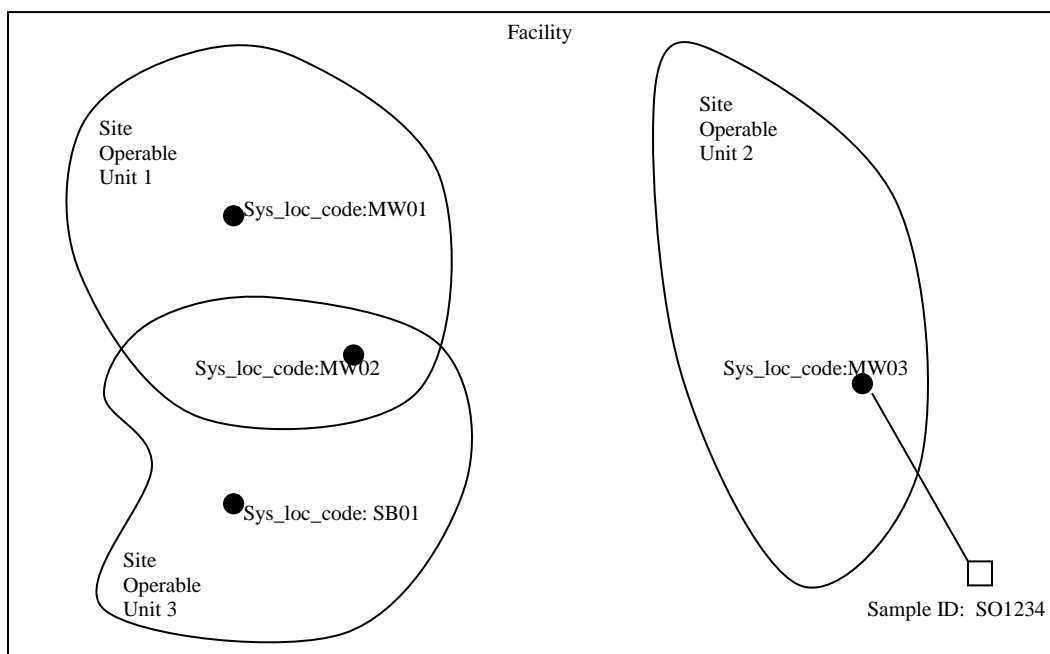 Facility
Site
Operable
Unit 1
Sys_loc_code:MW01
Sys_loc_code:MW02
Sys_loc_code: SB01
Site
Operable
Unit 3
Site
Operable
Unit 2
Sys_loc_code:MW03
Sample ID:  SO1234